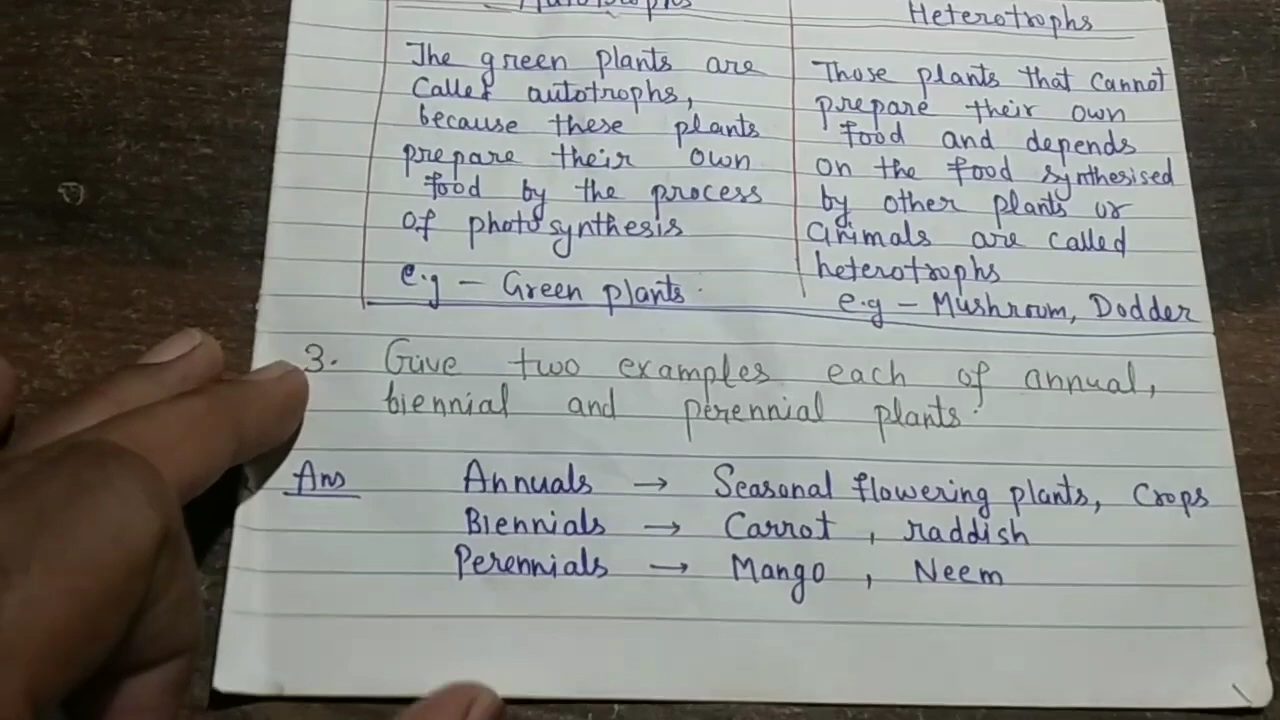 Autotrophs
Heterotrophs
The green plants are
Called autotrophs,
because these plants
prepare their own
food by the process
of photosynthesis
e.g - Green plants.
Those plants that cannot
prepare their own
food and depends
on the food synthesised
by other plants or
animals are called
heterotrophs
e.g - Mushroom, Dodder
3. Give two examples each of annual,
biennial and perennial plants.
Ans Annuals → Seasonal flowering plants, Crops
Biennials → Carrot, raddish
Perennials → Mango, Neem